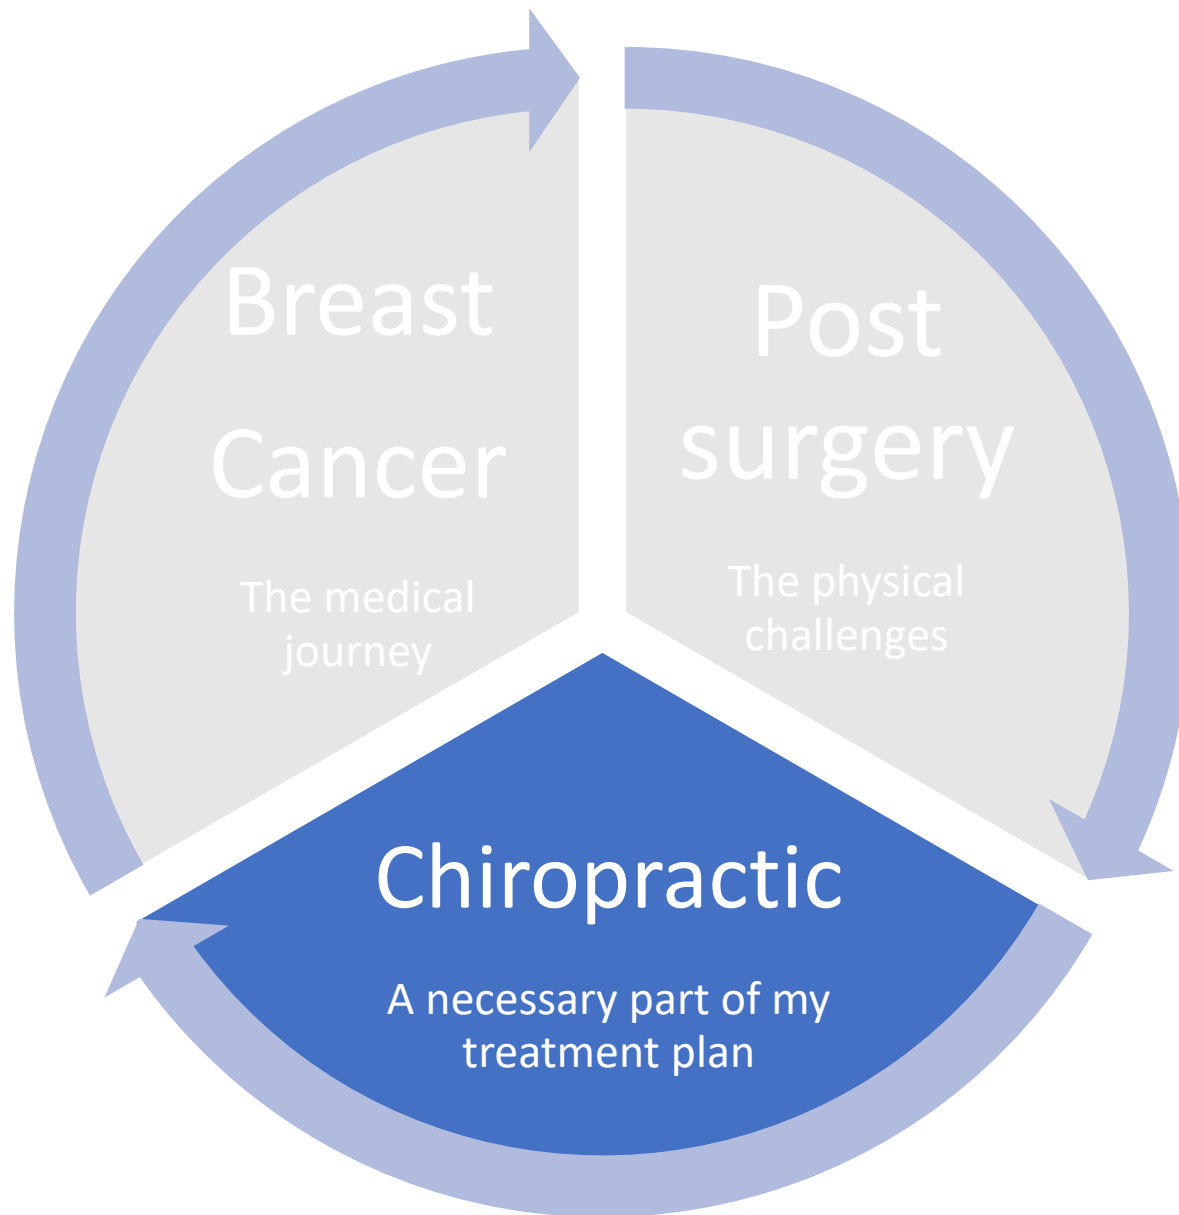 Breast
Cancer
The medical
journey
Post
surgery
The physical
challenges
Chiropractic
A necessary part of my
treatment plan